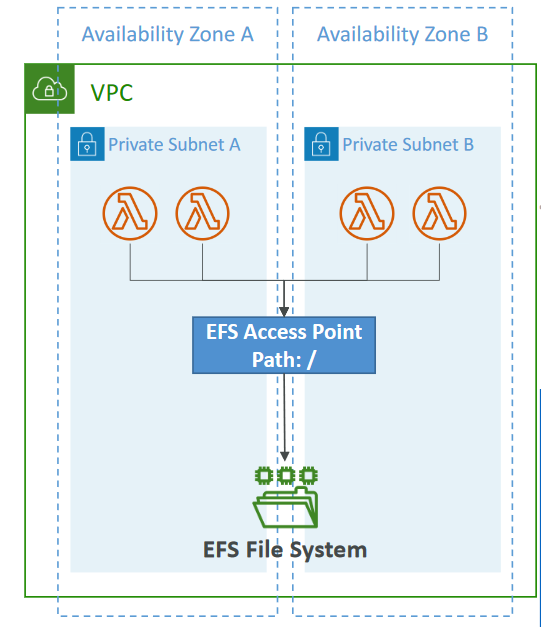 Availability Zone A
Availability Zone B
VPC
Private Subnet A
Private Subnet B
EFS Access Point
Path: /
EFS File System